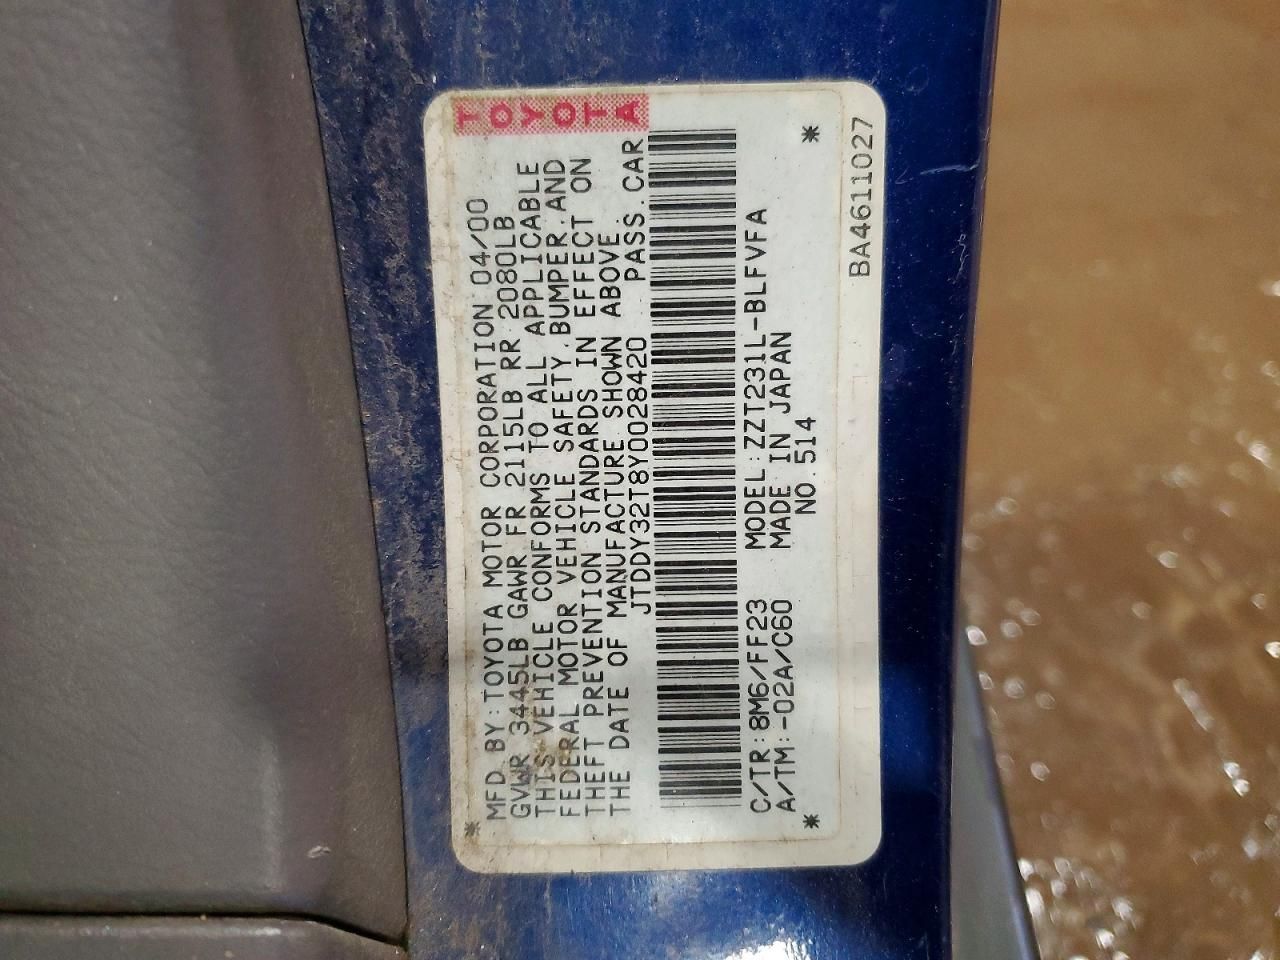 TOYOTA
* MFD BY:TOYOTA MOTOR CORPORATION 04/00
GVWR 3445LB GAWR FR 2115LB RR 2080LB
THIS VEHICLE CONFORMS TO ALL APPLICABLE
FEDERAL MOTOR VEHICLE SAFETY,BUMPER,AND
THEFT PREVENTION STANDARDS IN EFFECT ON
THE DATE OF MANUFACTURE SHOWN ABOVE.
JTDDY32T8Y0028420 PASS.CAR
C/TR:8M6/FF23 MODEL:ZZT231L-BLFVFA
A/TM:-02A/C60 MADE IN JAPAN
* NO.514 *
BA4611027